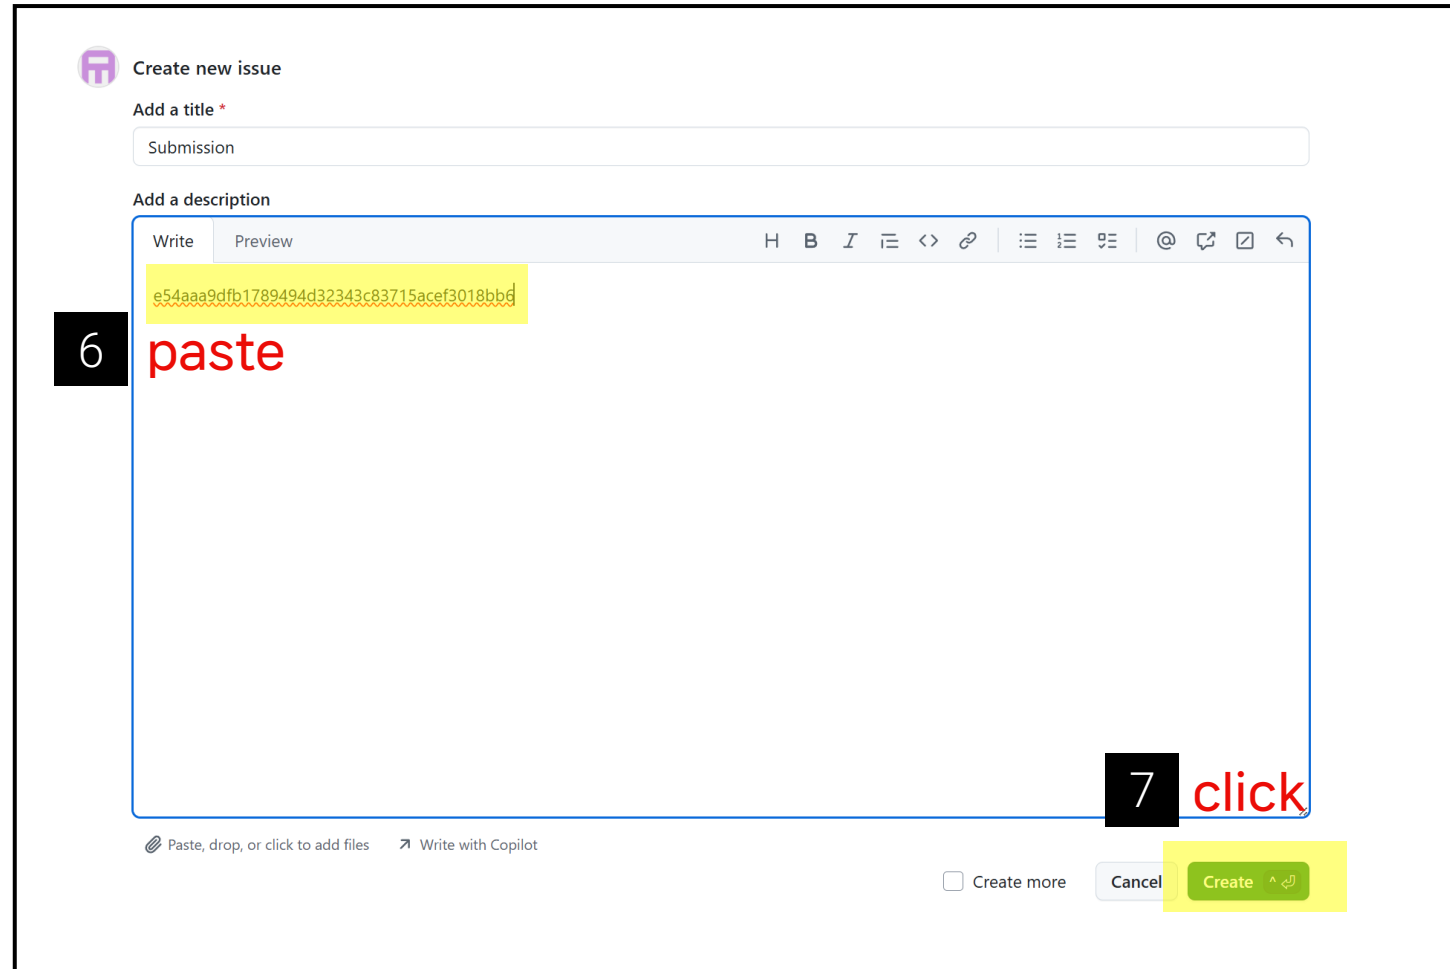 Create new issue
Add a title *
Submission
Add a description
Write Preview H B I <> @
e54aaa9dfb1789494d32343c83715acef3018bb6
6 paste
7 click
Paste, drop, or click to add files Write with Copilot
Create more Cancel Create ^